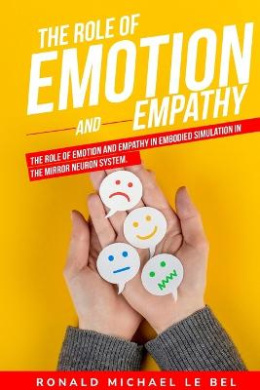 THE ROLE OF
EMOTION
AND
EMPATHY
THE ROLE OF EMOTION AND EMPATHY IN EMBODIED SIMULATION IN
THE MIRROR NEURON SYSTEM.
RONALD MICHAEL LE BEL